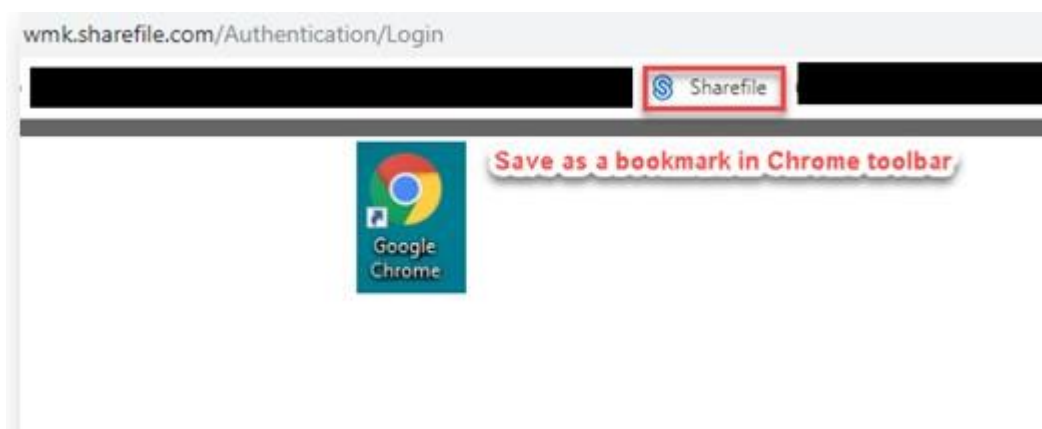 wmk.sharefile.com/Authentication/Login
Sharefile
Save as a bookmark in Chrome toolbar
Google
Chrome